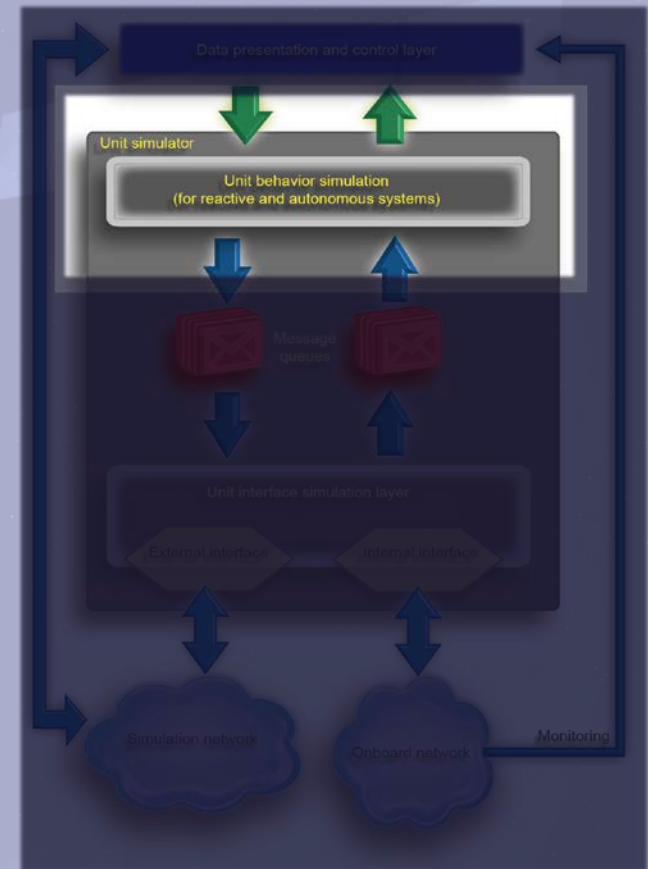 Data presentation and control layer
Unit simulator
Unit behavior simulation
(for reactive and autonomous systems)
Message
queues
Unit interface simulation layer
External interface
Internal interface
Simulation network
Onboard network
Monitoring